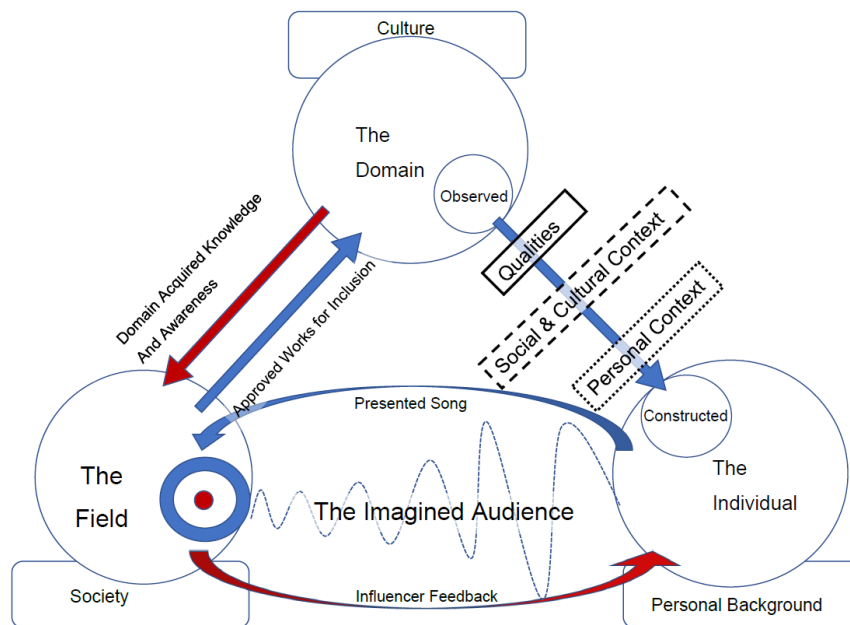 Culture
The
Domain
Observed
Qualities
Social & Cultural Context
Personal Context
Domain Acquired Knowledge
And Awareness
Approved Works for Inclusion
Presented Song
Constructed
The
Field
The Imagined Audience
The
Individual
Society
Influencer Feedback
Personal Background